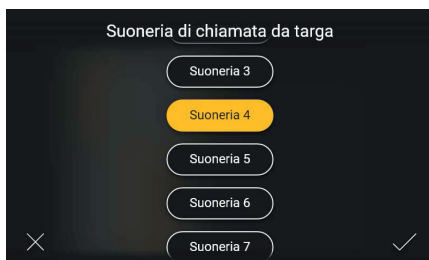 Suoneria di chiamata da targa
Suoneria 3
Suoneria 4
Suoneria 5
Suoneria 6
Suoneria 7